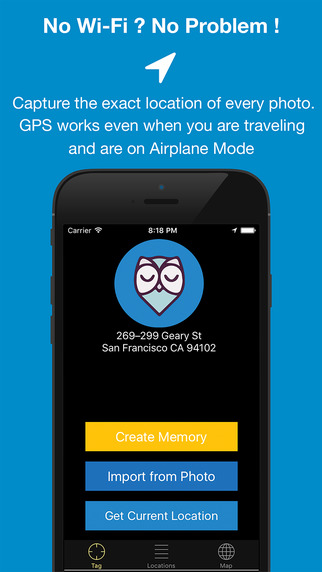 No Wi-Fi ? No Problem !
Capture the exact location of every photo.
GPS works even when you are traveling
and are on Airplane Mode
Carrier 8:18 PM
269–299 Geary St
San Francisco CA 94102
Create Memory
Import from Photo
Get Current Location
Tag Locations Map